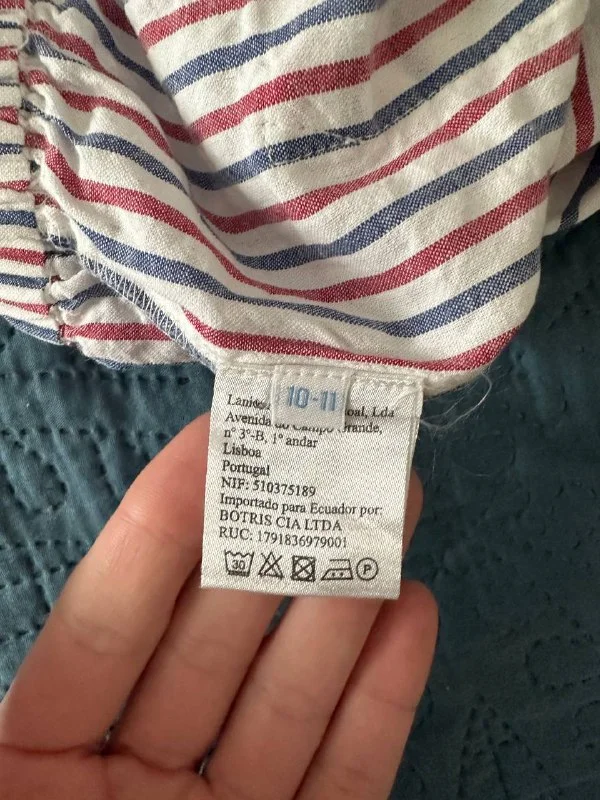 10-11
Lda
Avenida do Campo Grande,
nº 3º-B, 1º andar
Lisboa
Portugal
NIF: 510375189
Importado para Ecuador por:
BOTRIS CIA LTDA
RUC: 1791836979001
30
P